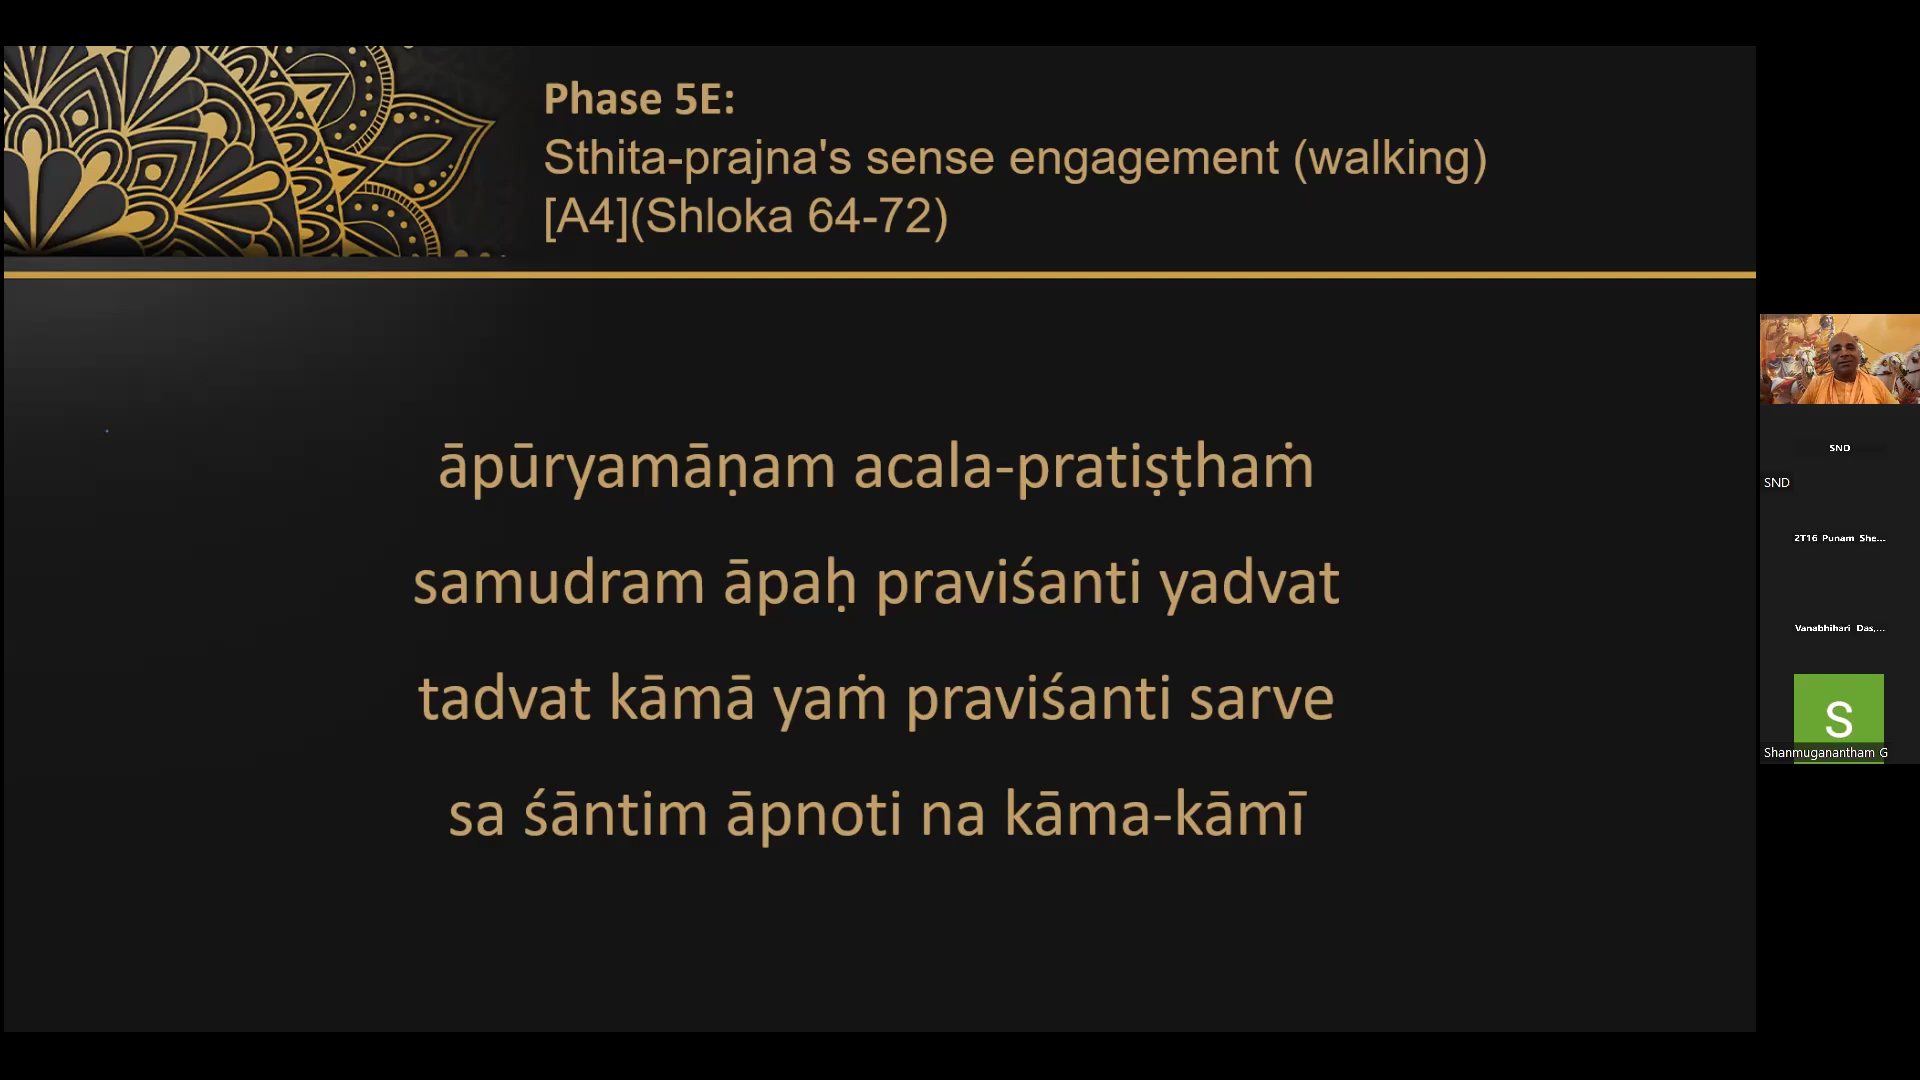 Phase 5E:
Sthita-prajna's sense engagement (walking)
[A4](Shloka 64-72)
āpūryamāṇam acala-pratiṣṭhaṁ
samudram āpaḥ praviśanti yadvat
tadvat kāmā yaṁ praviśanti sarve
sa śāntim āpnoti na kāma-kāmī
SND
SND
2T16 Punam She...
Vanabhihari Das,...
S
Shanmuganantham G